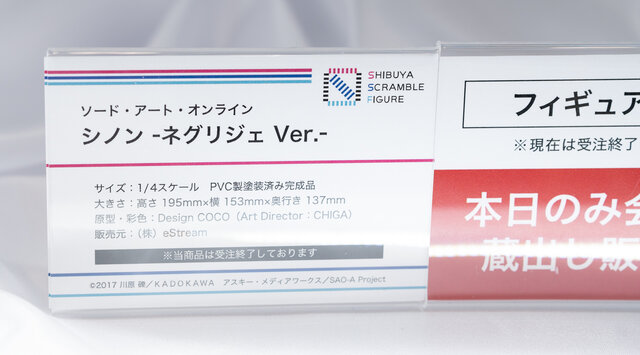 SHIBUYA
SCRAMBLE
FIGURE
ソード・アート・オンライン
シノン -ネグリジェ Ver.-
サイズ：1/4スケール PVC製塗装済み完成品
大きさ：高さ 195mm×横 153mm×奥行き 137mm
原型・彩色：Design COCO（Art Director：CHIGA）
販売元：（株）eStream
※当商品は受注終了しております
©2017 川原 礫／KADOKAWA アスキー・メディアワークス／SAO-A Project
フィギュア
※現在は受注終了
本日のみ会
蔵出し販